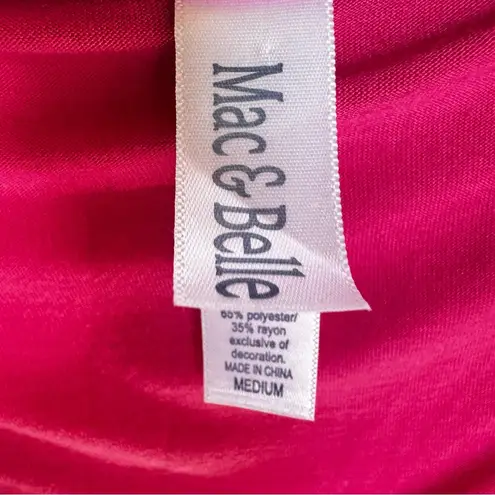 Mac & Belle
65% polyester/
35% rayon
exclusive of
decoration.
MADE IN CHINA
MEDIUM